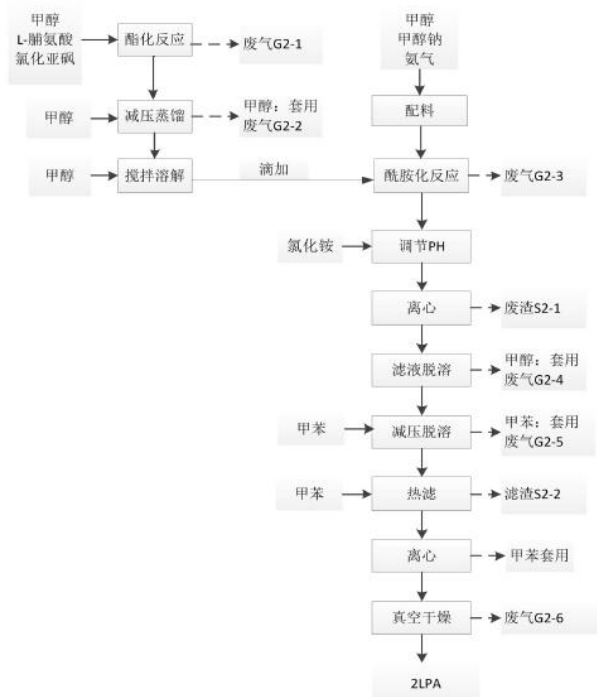 甲醇
L-脯氨酸
氯化亚砜
酯化反应
废气G2-1
甲醇
减压蒸馏
甲醇：套用
废气G2-2
甲醇
搅拌溶解
滴加
甲醇
甲醇钠
氨气
配料
酰胺化反应
废气G2-3
氯化铵
调节PH
离心
废渣S2-1
滤液脱溶
甲醇：套用
废气G2-4
甲苯
减压脱溶
甲苯：套用
废气G2-5
甲苯
热滤
滤渣S2-2
离心
甲苯套用
真空干燥
废气G2-6
2LPA